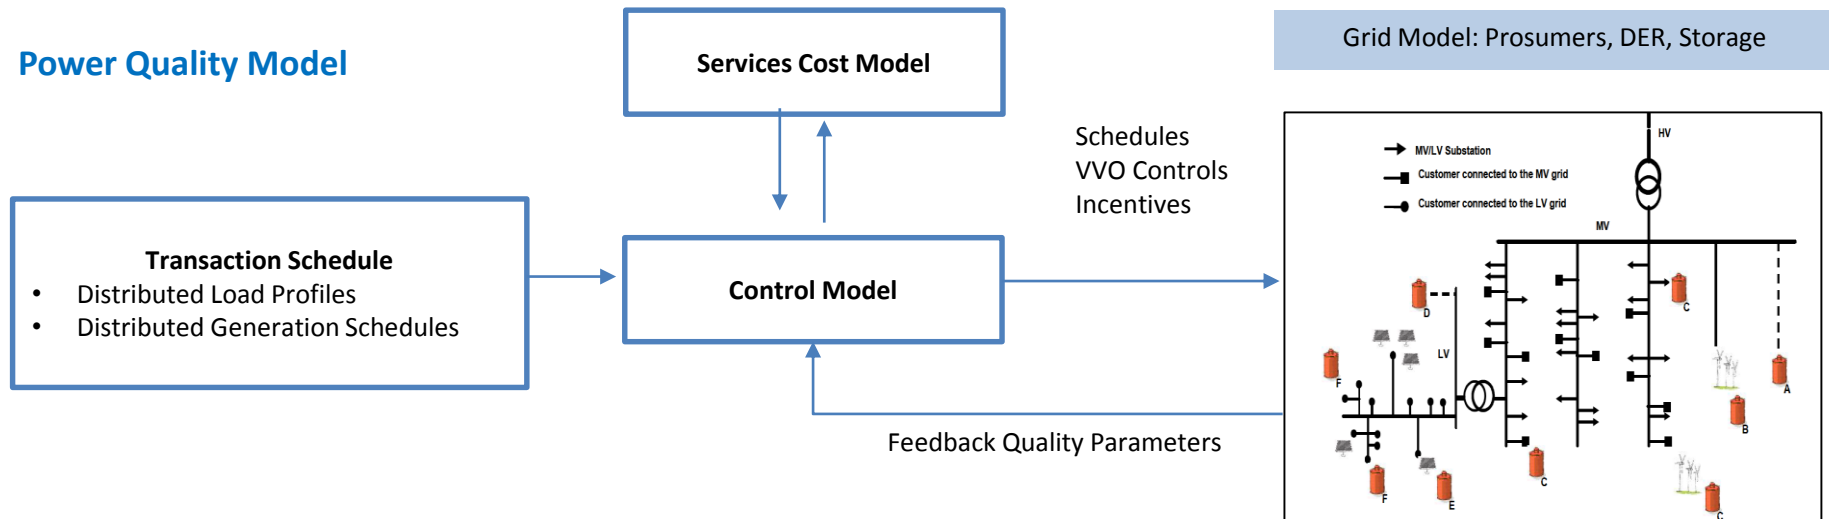 Power Quality Model
Services Cost Model
Grid Model: Prosumers, DER, Storage
Schedules
VVO Controls
Incentives
Transaction Schedule
• Distributed Load Profiles
• Distributed Generation Schedules
Control Model
Feedback Quality Parameters
HV
MV/LV Substation
Customer connected to the MV grid
Customer connected to the LV grid
MV
D
C
LV
F
A
B
F
E
C
C